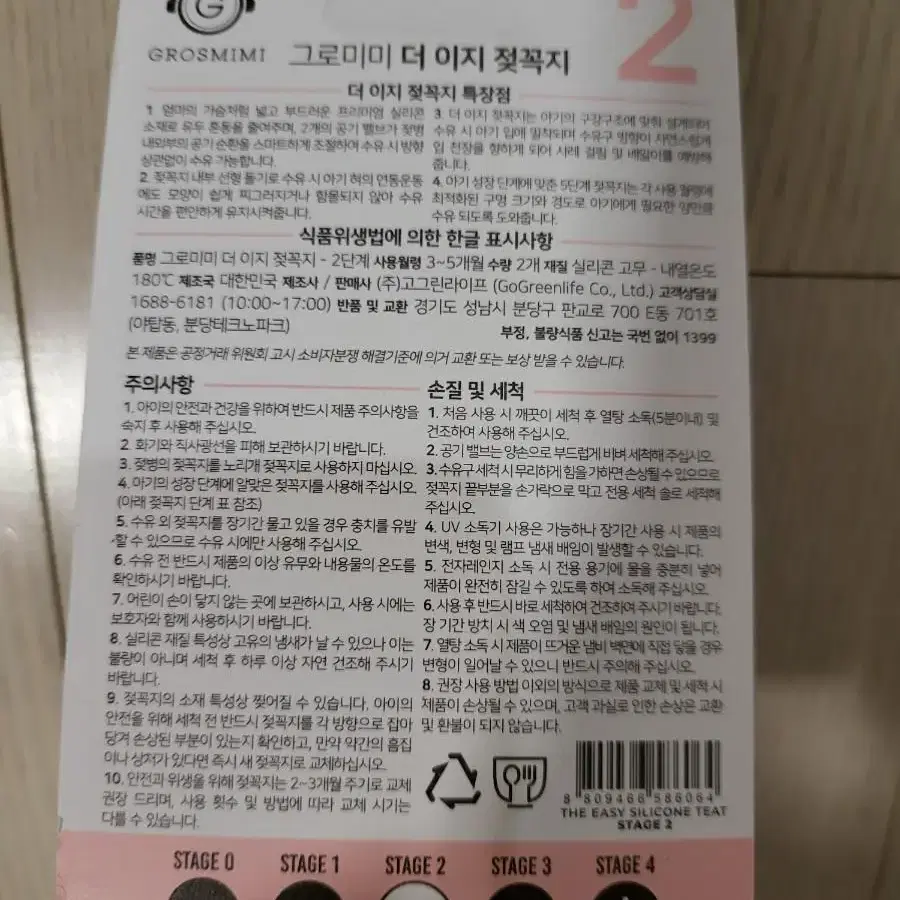 G
GROSMIMI
그로미미 더 이지 젖꼭지
2
더 이지 젖꼭지 특장점
1. 엄마의 가슴처럼 넓고 부드러운 프리미엄 실리콘
소재로 유두 혼동을 줄여주며, 2개의 공기 밸브가 젖병
내외부의 공기 순환을 스마트하게 조절하여 수유 시 방향
상관없이 수유 가능합니다.
2. 젖꼭지 내부 선형 돌기로 수유 시 아기 혀의 연동운동
에도 모양이 쉽게 찌그러지거나 함몰되지 않아 수유
시간을 편안하게 유지시켜줍니다.
3. 더 이지 젖꼭지는 아기의 구강구조에 맞춰 설계되어
수유 시 아기 입에 밀착되며 수유구 방향이 자연스럽게
입 천장을 향하게 되어 사레 걸림 및 배앓이를 예방해
줍니다.
4. 아기 성장 단계에 맞춘 5단계 젖꼭지는 각 사용 월령에
최적화된 구멍 크기와 경도로 아기에게 필요한 양만큼
수유 되도록 도와줍니다.
식품위생법에 의한 한글 표시사항
품명 그로미미 더 이지 젖꼭지 - 2단계 사용월령 3~5개월 수량 2개 재질 실리콘 고무 - 내열온도
180℃ 제조국 대한민국 제조사 / 판매사 (주)고그린라이프 (GoGreenlife Co., Ltd.) 고객상담실
1688-6181 (10:00~17:00) 반품 및 교환 경기도 성남시 분당구 판교로 700 E동 701호
(야탑동, 분당테크노파크)
부정, 불량식품 신고는 국번 없이 1399
본 제품은 공정거래 위원회 고시 소비자분쟁 해결기준에 의거 교환 또는 보상 받을 수 있습니다.
주의사항
1. 아이의 안전과 건강을 위하여 반드시 제품 주의사항을
숙지 후 사용해 주십시오.
2. 화기와 직사광선을 피해 보관하시기 바랍니다.
3. 젖병의 젖꼭지를 노리개 젖꼭지로 사용하지 마십시오.
4. 아기의 성장 단계에 알맞은 젖꼭지를 사용해 주십시오.
(아래 젖꼭지 단계 표 참조)
5. 수유 외 젖꼭지를 장기간 물고 있을 경우 충치를 유발
할 수 있으므로 수유 시에만 사용해 주십시오.
6. 수유 전 반드시 제품의 이상 유무와 내용물의 온도를
확인하시기 바랍니다.
7. 어린이 손이 닿지 않는 곳에 보관하시고, 사용 시에는
보호자와 함께 사용하시기 바랍니다.
8. 실리콘 재질 특성상 고유의 냄새가 날 수 있으나 이는
불량이 아니며 세척 후 하루 이상 자연 건조해 주시기
바랍니다.
9. 젖꼭지의 소재 특성상 찢어질 수 있습니다. 아이의
안전을 위해 세척 전 반드시 젖꼭지를 각 방향으로 잡아
당겨 손상된 부분이 있는지 확인하고, 만약 약간의 흠집
이나 상처가 있다면 즉시 새 젖꼭지로 교체하십시오.
10. 안전과 위생을 위해 젖꼭지는 2~3개월 주기로 교체
권장 드리며, 사용 횟수 및 방법에 따라 교체 시기는
다를 수 있습니다.
손질 및 세척
1. 처음 사용 시 깨끗이 세척 후 열탕 소독(5분이내) 및
건조하여 사용해 주십시오.
2. 공기 밸브는 양손으로 부드럽게 비벼 세척해 주십시오.
3. 수유구 세척 시 무리하게 힘을 가하면 손상될 수 있으므로
젖꼭지 끝부분을 손가락으로 막고 전용 세척 솔로 세척해
주십시오.
4. UV 소독기 사용은 가능하나 장기간 사용 시 제품의
변색, 변형 및 램프 냄새 배임이 발생할 수 있습니다.
5. 전자레인지 소독 시 전용 용기에 물을 충분히 넣어
제품이 완전히 잠길 수 있도록 하여 소독해 주십시오.
6. 사용 후 반드시 바로 세척하여 건조하여 주시기 바랍니다.
장 기간 방치 시 색 오염 및 냄새 배임의 원인이 됩니다.
7. 열탕 소독 시 제품이 뜨거운 냄비 벽면에 직접 닿을 경우
변형이 일어날 수 있으니 반드시 주의해 주십시오.
8. 권장 사용 방법 이외의 방식으로 제품 교체 및 세척 시
제품이 손상될 수 있으며, 고객 과실로 인한 손상은 교환
및 환불이 되지 않습니다.
8 809466 586064
THE EASY SILICONE TEAT
STAGE 2
STAGE 0 STAGE 1 STAGE 2 STAGE 3 STAGE 4